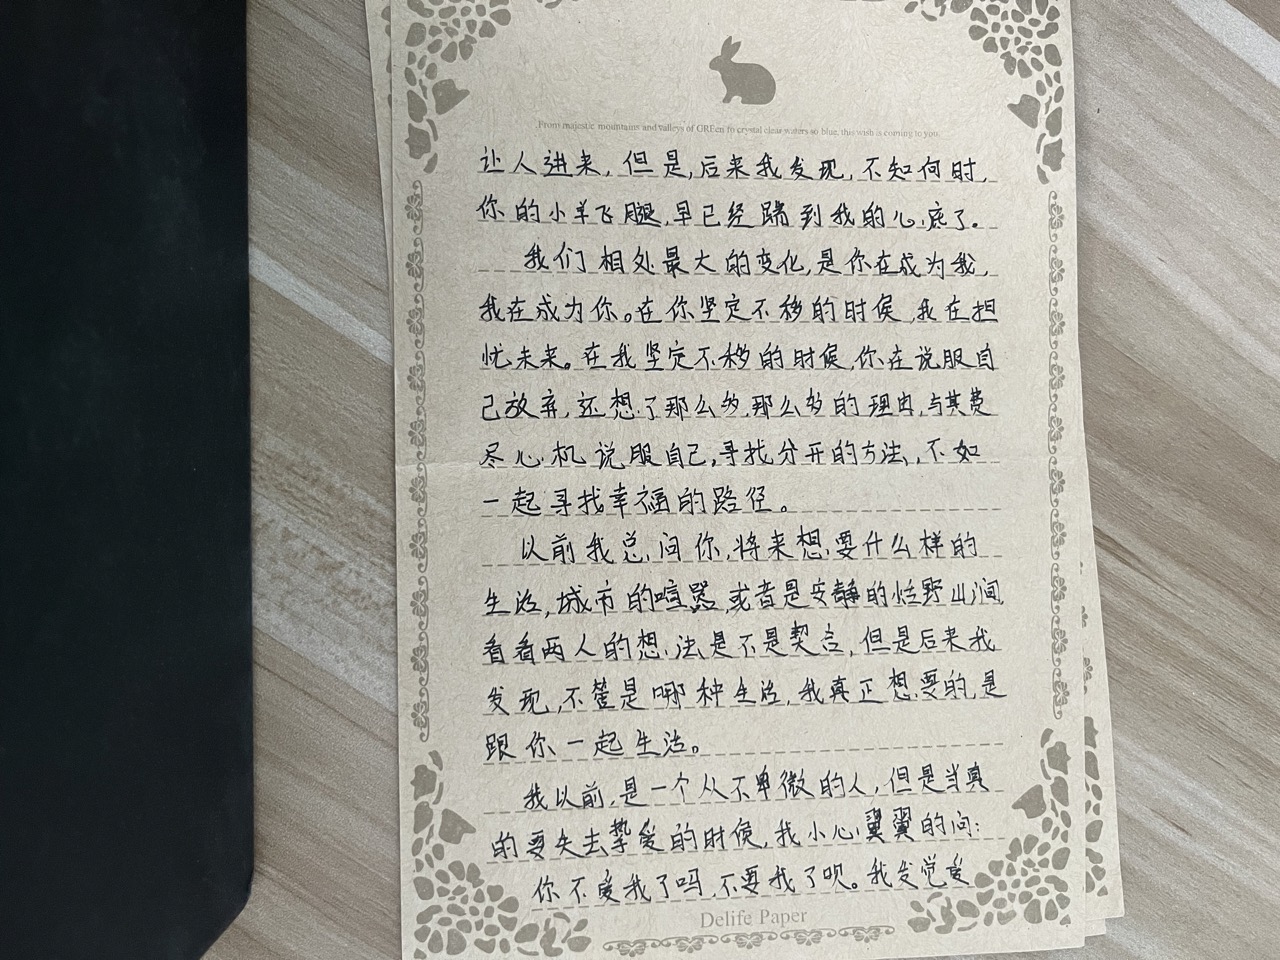 From majestic mountains and valleys of GREen to crystal clear waters so blue, this wish is coming to you.
让人进来,但是,后来我发现,不知何时,
你的小羊飞腿,早已经踏到我的心底了。
我们相处最大的变化,是你在成为我,
我在成为你。在你坚定不移的时候,我在担
忧未来。在我坚定不移的时候,你在说服自
己放弃,还想了那么多,那么多的理由,与其费
尽心机说服自己,寻找分开的方法,不如
一起寻找幸福的路径。
以前我总问你,将来想要什么样的
生活,城市的喧嚣,或者是安静的烂野山涧,
看看两人的想法是不是契合,但是后来我
发现,不管是哪种生活,我真正想要的,是
跟你一起生活。
我以前,是一个从不卑微的人,但是当真
的要失去挚爱的时候,我小心翼翼的问:
你不爱我了吗,不要我了呗。我发觉爱
Delife Paper